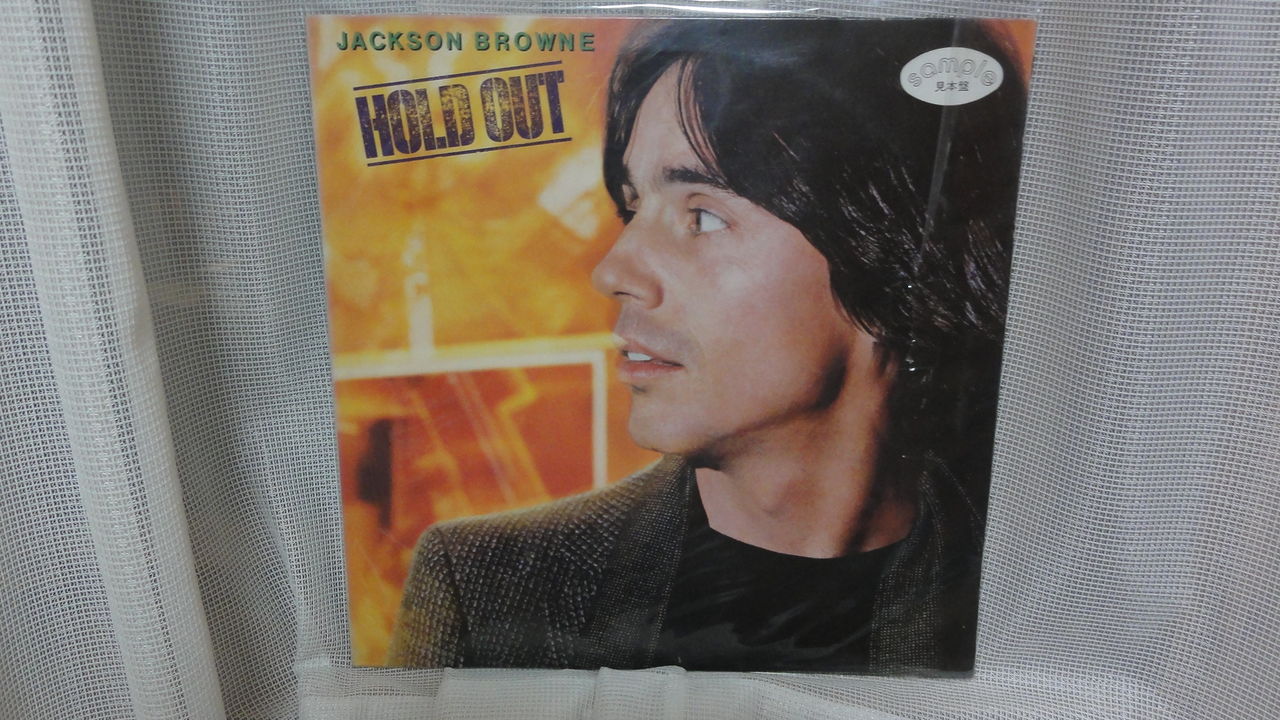 JACKSON BROWNE
HOLD OUT
sample
見本盤